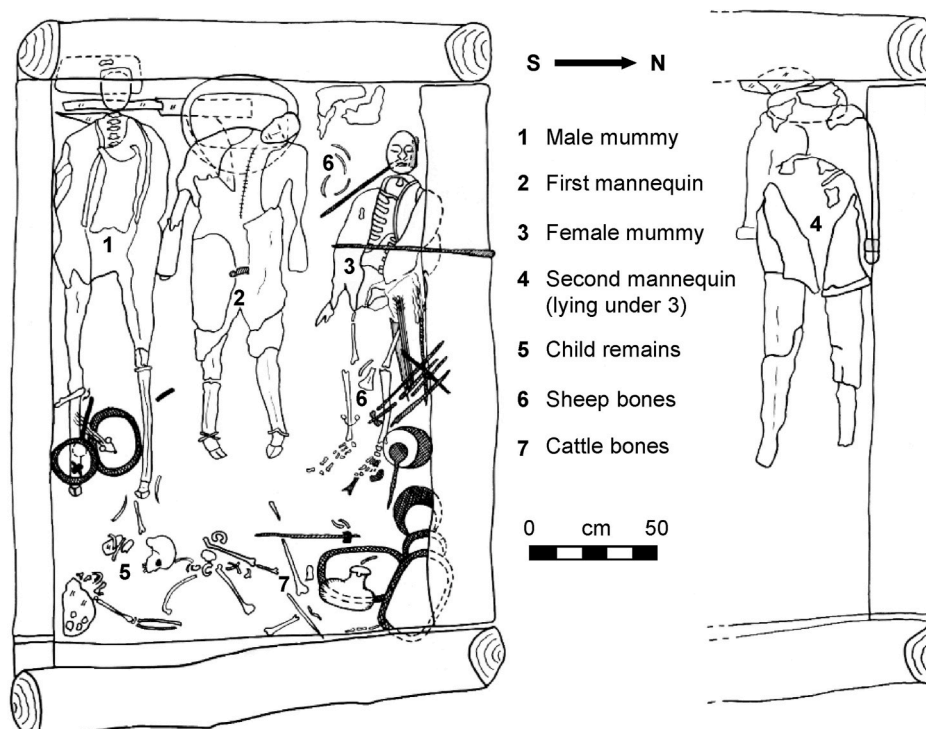 S N
1 Male mummy
2 First mannequin
3 Female mummy
4 Second mannequin
(lying under 3)
5 Child remains
6 Sheep bones
7 Cattle bones
0 cm 50
1
2
6
3
6
5
7
4